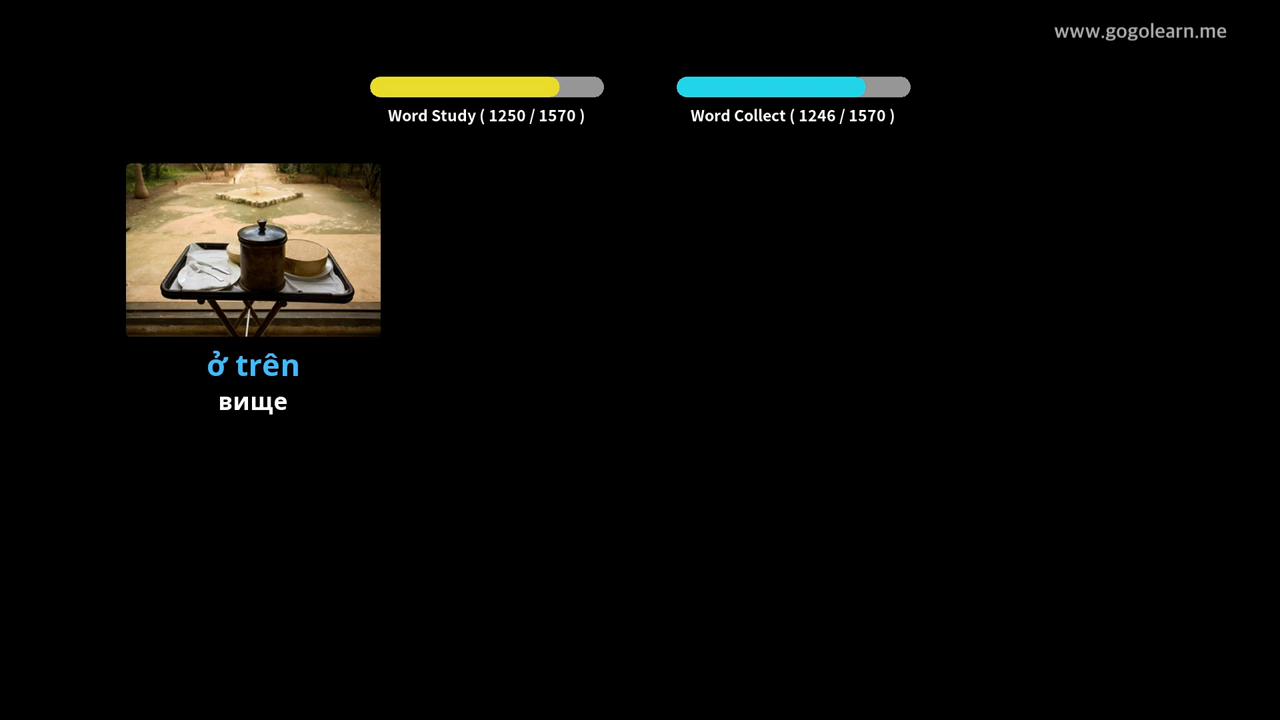 www.gogolearn.me
Word Study ( 1250 / 1570 )
Word Collect ( 1246 / 1570 )
ở trên
вище